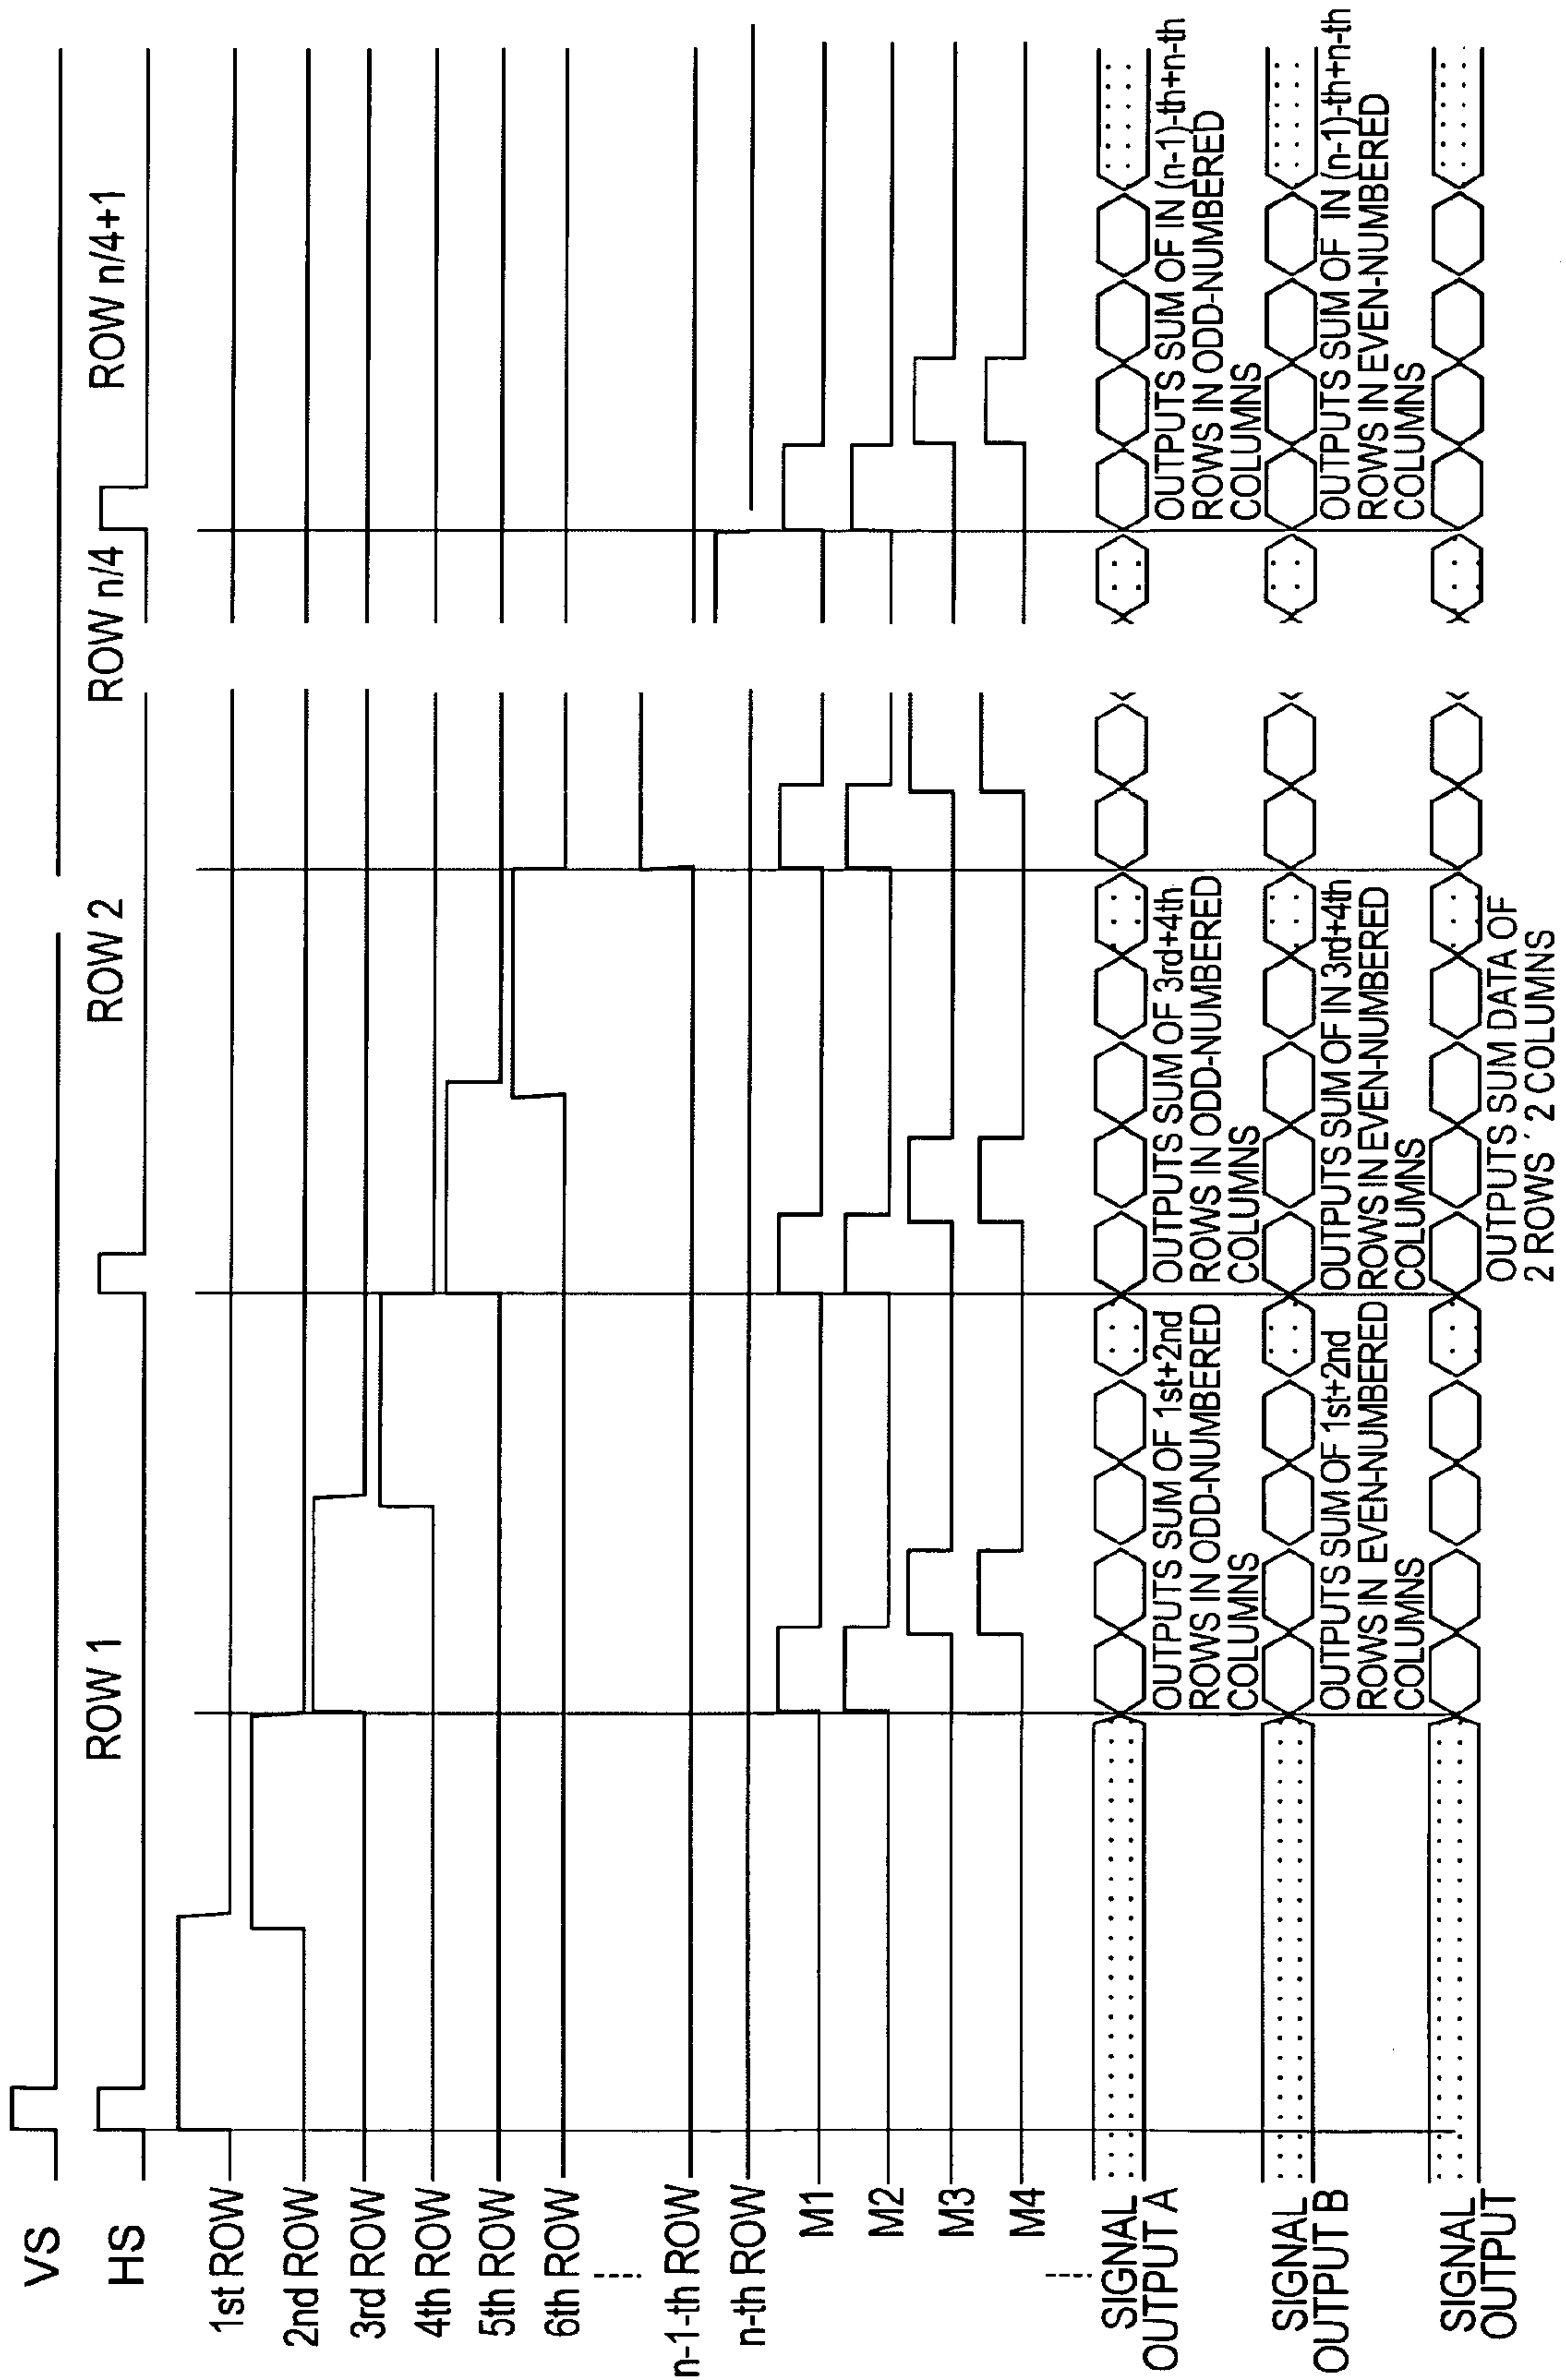 VS
HS
ROW 1
ROW 2
ROW n/4
ROW n/4+1
1st ROW
2nd ROW
3rd ROW
4th ROW
5th ROW
6th ROW
n-1-th ROW
n-th ROW
M1
M2
M3
M4
SIGNAL
OUTPUT A
OUTPUTS SUM OF 1st+2nd
ROWS IN ODD-NUMBERED
COLUMNS
OUTPUTS SUM OF 3rd+4th
ROWS IN ODD-NUMBERED
COLUMNS
OUTPUTS SUM OF IN (n-1)-th+n-th
ROWS IN ODD-NUMBERED
COLUMNS
SIGNAL
OUTPUT B
OUTPUTS SUM OF 1st+2nd
ROWS IN EVEN-NUMBERED
COLUMNS
OUTPUTS SUM OF IN 3rd+4th
ROWS IN EVEN-NUMBERED
COLUMNS
OUTPUTS SUM OF IN (n-1)-th+n-th
ROWS IN EVEN-NUMBERED
COLUMNS
SIGNAL
OUTPUT
OUTPUTS SUM DATA OF
2 ROWS ´ 2 COLUMNS